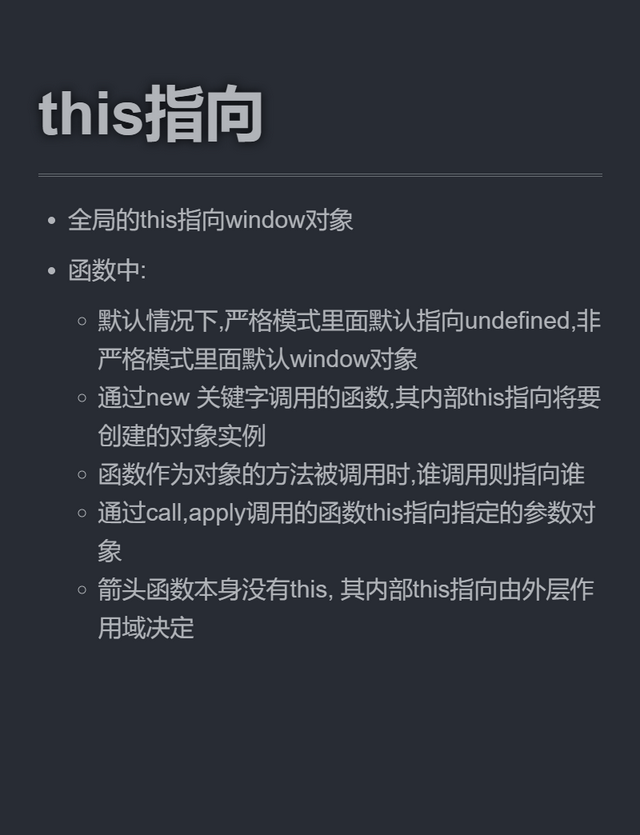 this指向
全局的this指向window对象
函数中:
默认情况下,严格模式里面默认指向undefined,非
严格模式里面默认window对象
通过new 关键字调用的函数,其内部this指向将要
创建的对象实例
函数作为对象的方法被调用时,谁调用则指向谁
通过call,apply调用的函数this指向指定的参数对
象
箭头函数本身没有this, 其内部this指向由外层作
用域决定